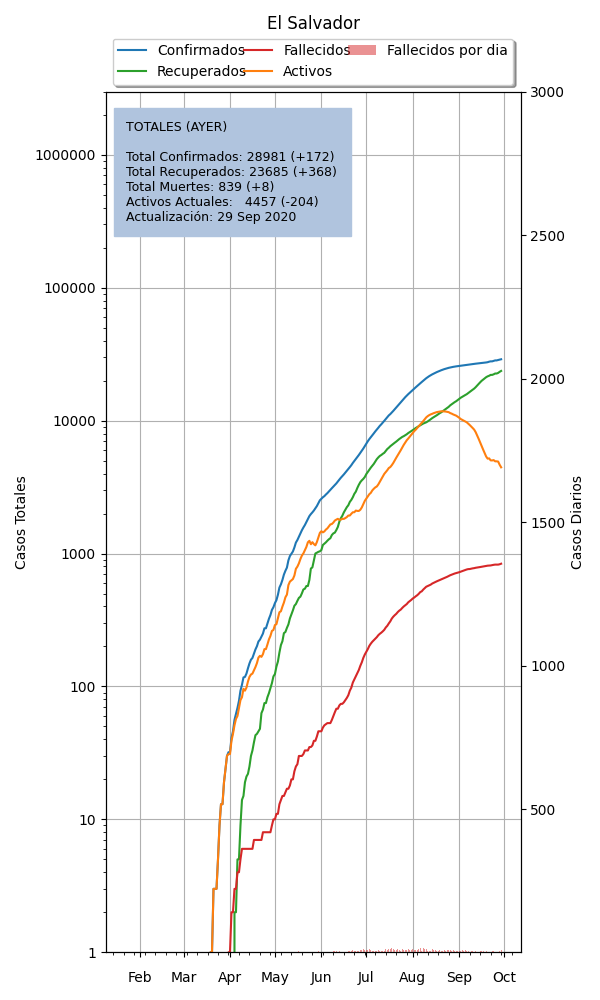 El Salvador
Confirmados Fallecidos Fallecidos por dia
Recuperados Activos
TOTALES (AYER)
Total Confirmados: 28981 (+172)
Total Recuperados: 23685 (+368)
Total Muertes: 839 (+8)
Activos Actuales: 4457 (-204)
Actualización: 29 Sep 2020
1000000
100000
10000
1000
100
10
1
Casos Totales
3000
2500
2000
1500
1000
500
Casos Diarios
Feb Mar Apr May Jun Jul Aug Sep Oct